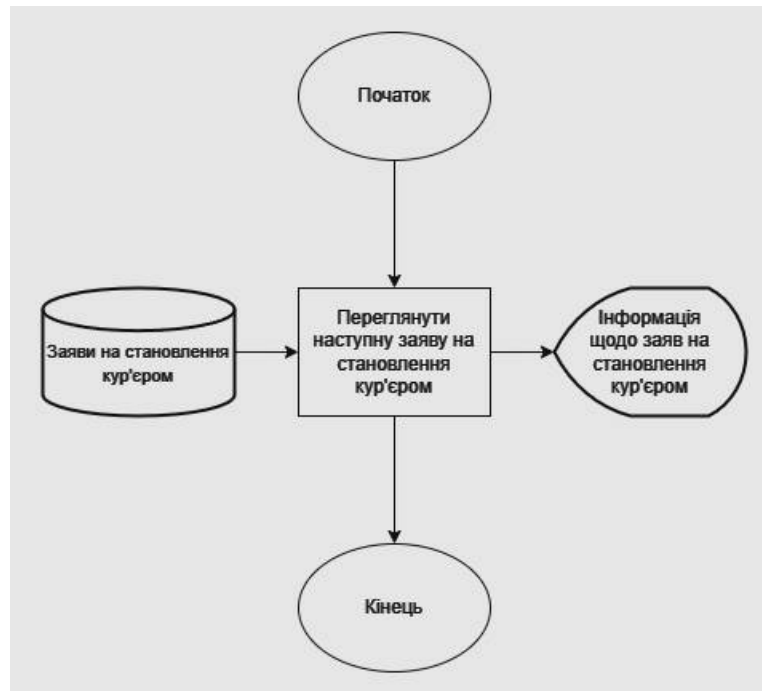 Початок
Заяви на становлення
кур'єром
Переглянути
наступну заяву на
становлення
кур'єром
Інформація
щодо заяв на
становлення
кур'єром
Кінець